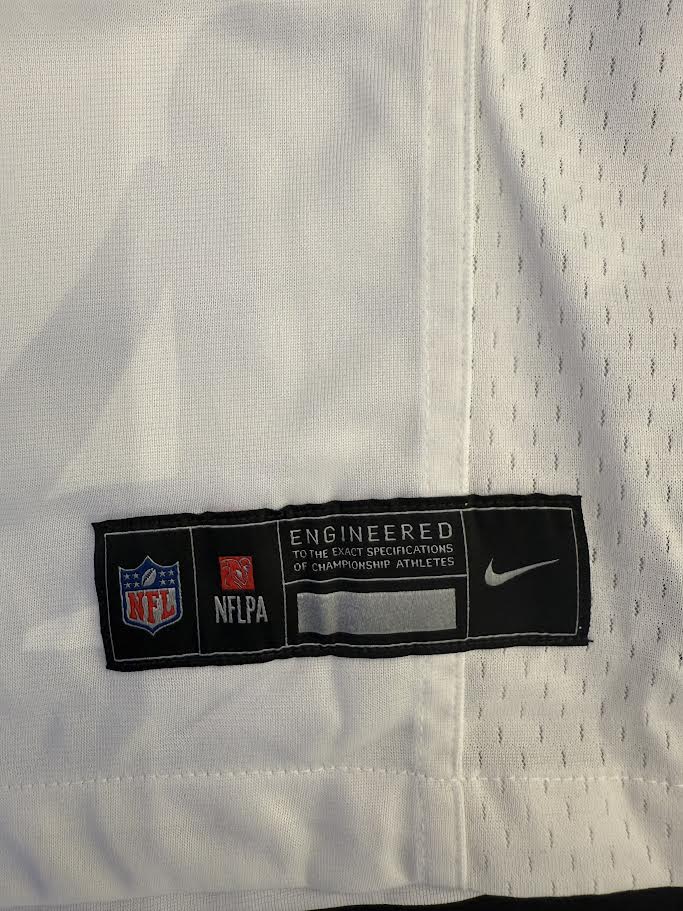 NFL
NFLPA
ENGINEERED
TO THE EXACT SPECIFICATIONS
OF CHAMPIONSHIP ATHLETES